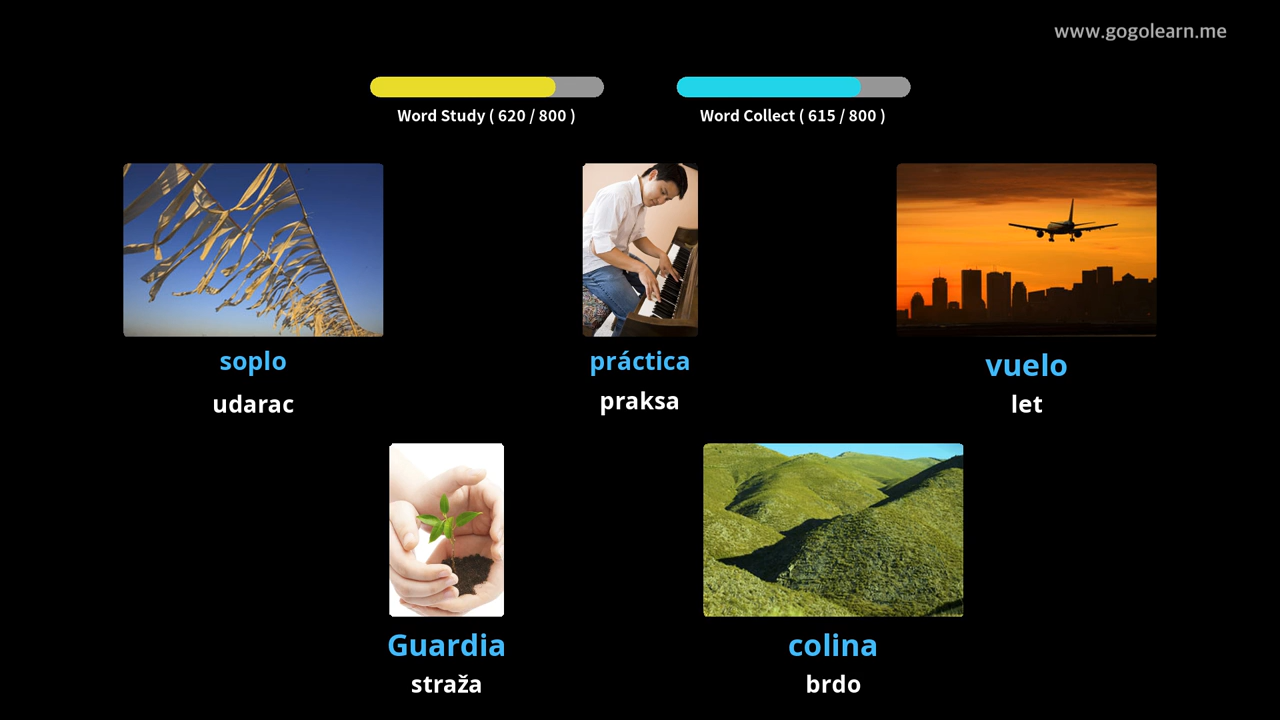 www.gogolearn.me
Word Study ( 620 / 800 )
Word Collect ( 615 / 800 )
soplo
udarac
práctica
praksa
vuelo
let
Guardia
straža
colina
brdo